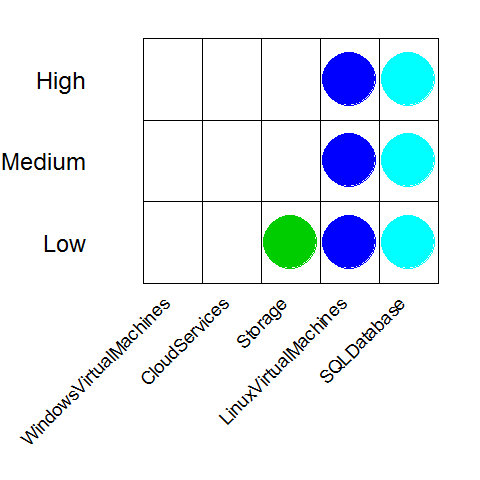 High
Medium
Low
WindowsVirtualMachines
CloudServices
Storage
LinuxVirtualMachines
SQLDatabase